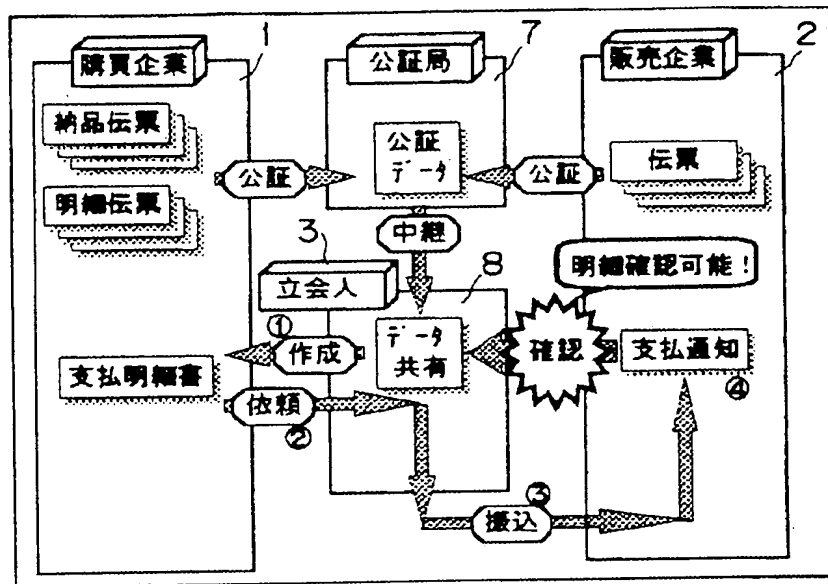 1
7
2
購買企業
公証局
販売企業
納品伝票
明細伝票
公証
公証
データ
公証
伝票
中継
3
8
明細確認可能!
立会人
①
作成
データ
共有
確認
支払通知
④
支払明細書
依頼
②
③
振込